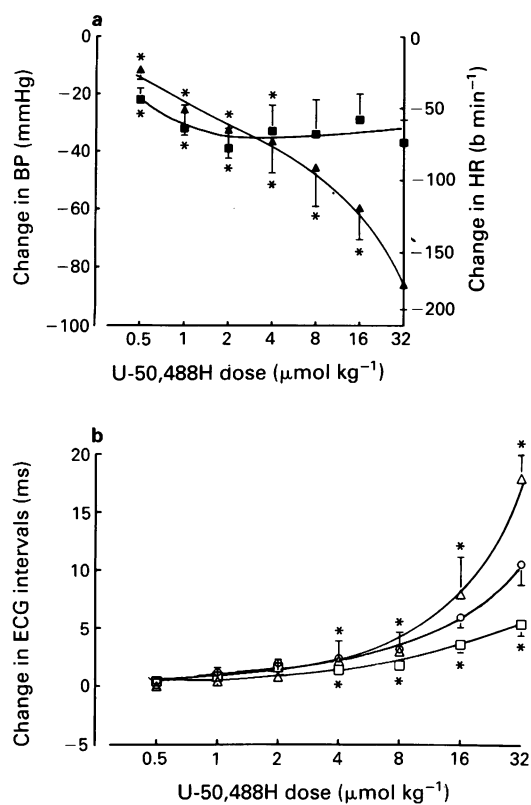 a
0
−20
−40
−60
−80
−100
Change in BP (mmHg)
0
−50
−100
−150
−200
Change in HR (b min⁻¹)
* * * * * * * * * *
0.5 1 2 4 8 16 32
U-50,488H dose (μmol kg⁻¹)
b
20
15
10
5
0
−5
Change in ECG intervals (ms)
* * * * * * * *
0.5 1 2 4 8 16 32
U-50,488H dose (μmol kg⁻¹)